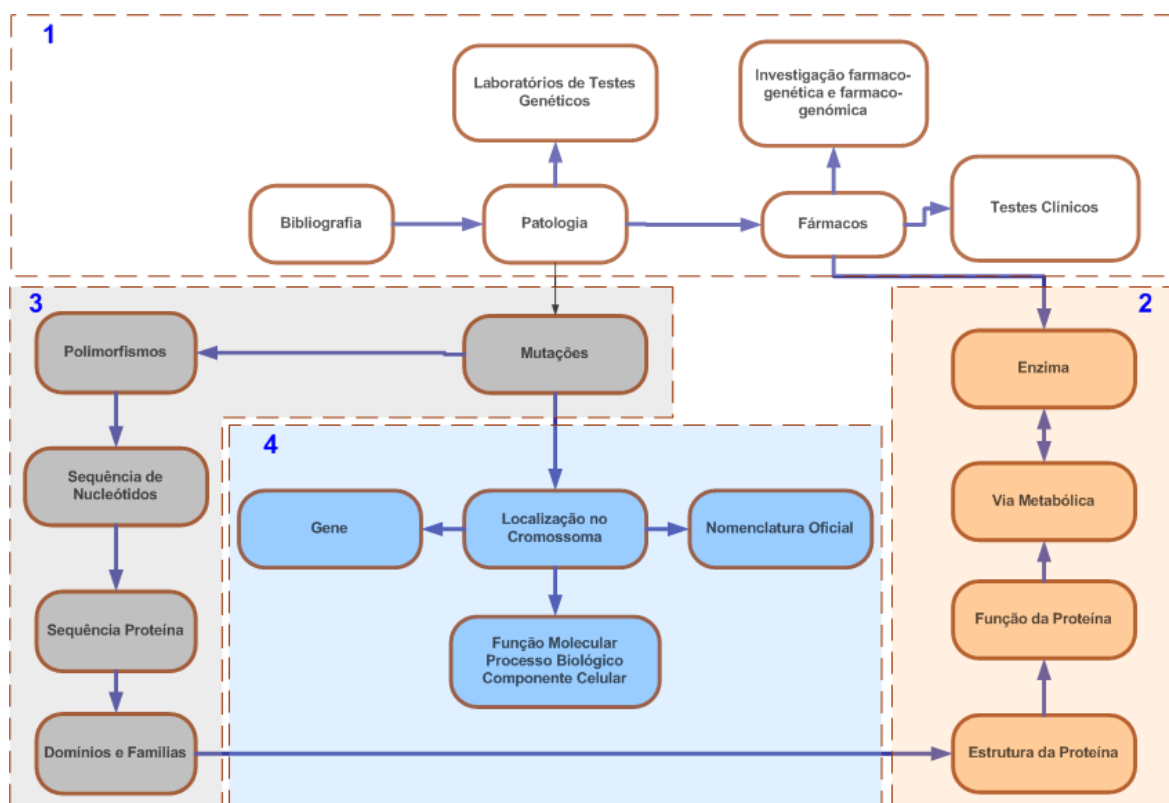 1
Laboratórios de Testes
Genéticos
Investigação farmaco-
genética e farmaco-
genómica
Bibliografia
Patologia
Fármacos
Testes Clínicos
3
2
Polimorfismos
Mutações
Enzima
4
Sequência de
Nucleótidos
Gene
Localização no
Cromossoma
Nomenclatura Oficial
Via Metabólica
Sequência Proteína
Função Molecular
Processo Biológico
Componente Celular
Função da Proteína
Domínios e Familias
Estrutura da Proteína